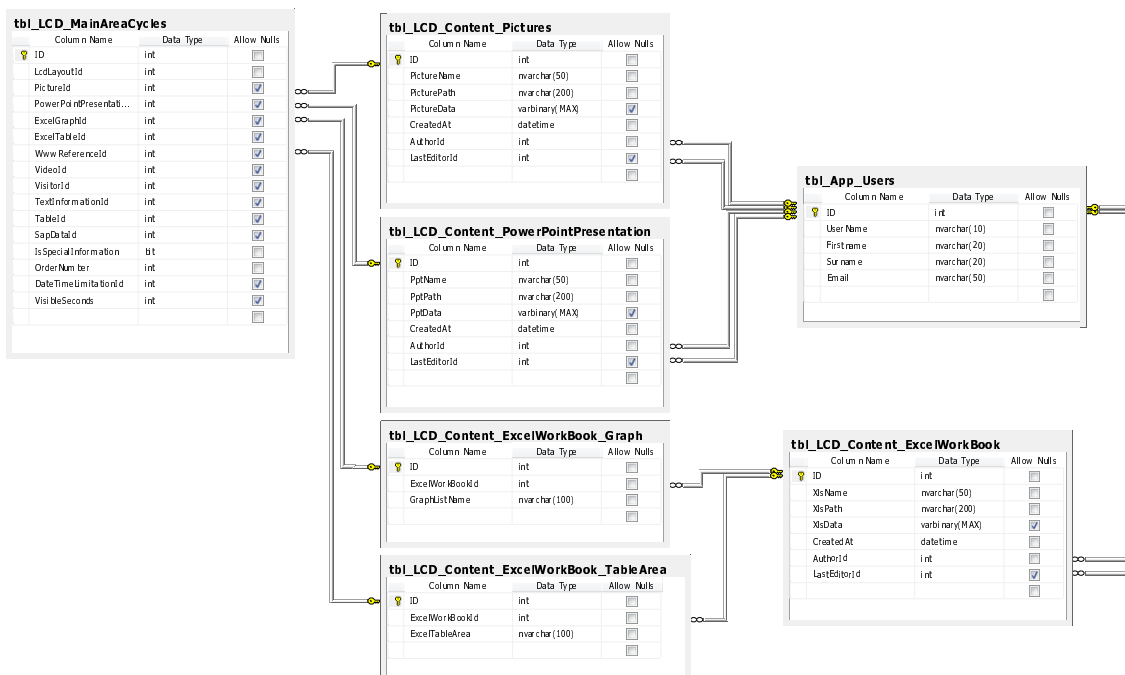 tbl_LCD_MainAreaCycles
Column Name Data Type Allow Nulls
ID int
LcdLayoutId int
PictureId int
PowerPointPresentati... int
ExcelGraphId int
ExcelTableId int
WwwReferenceId int
VideoId int
VisitorId int
TextInformationId int
TableId int
SapDataId int
IsSpecialInformation bit
OrderNumber int
DateTimeLimitationId int
VisibleSeconds int
tbl_LCD_Content_Pictures
Column Name Data Type Allow Nulls
ID int
PictureName nvarchar(50)
PicturePath nvarchar(200)
PictureData varbinary(MAX)
CreatedAt datetime
AuthorId int
LastEditorId int
tbl_LCD_Content_PowerPointPresentation
Column Name Data Type Allow Nulls
ID int
PptName nvarchar(50)
PptPath nvarchar(200)
PptData varbinary(MAX)
CreatedAt datetime
AuthorId int
LastEditorId int
tbl_LCD_Content_ExcelWorkBook_Graph
Column Name Data Type Allow Nulls
ID int
ExcelWorkBookId int
GraphListName nvarchar(100)
tbl_LCD_Content_ExcelWorkBook_TableArea
Column Name Data Type Allow Nulls
ID int
ExcelWorkBookId int
ExcelTableArea nvarchar(100)
tbl_App_Users
Column Name Data Type Allow Nulls
ID int
UserName nvarchar(10)
Firstname nvarchar(20)
Surname nvarchar(20)
Email nvarchar(50)
tbl_LCD_Content_ExcelWorkBook
Column Name Data Type Allow Nulls
ID int
XlsName nvarchar(50)
XlsPath nvarchar(200)
XlsData varbinary(MAX)
CreatedAt datetime
AuthorId int
LastEditorId int